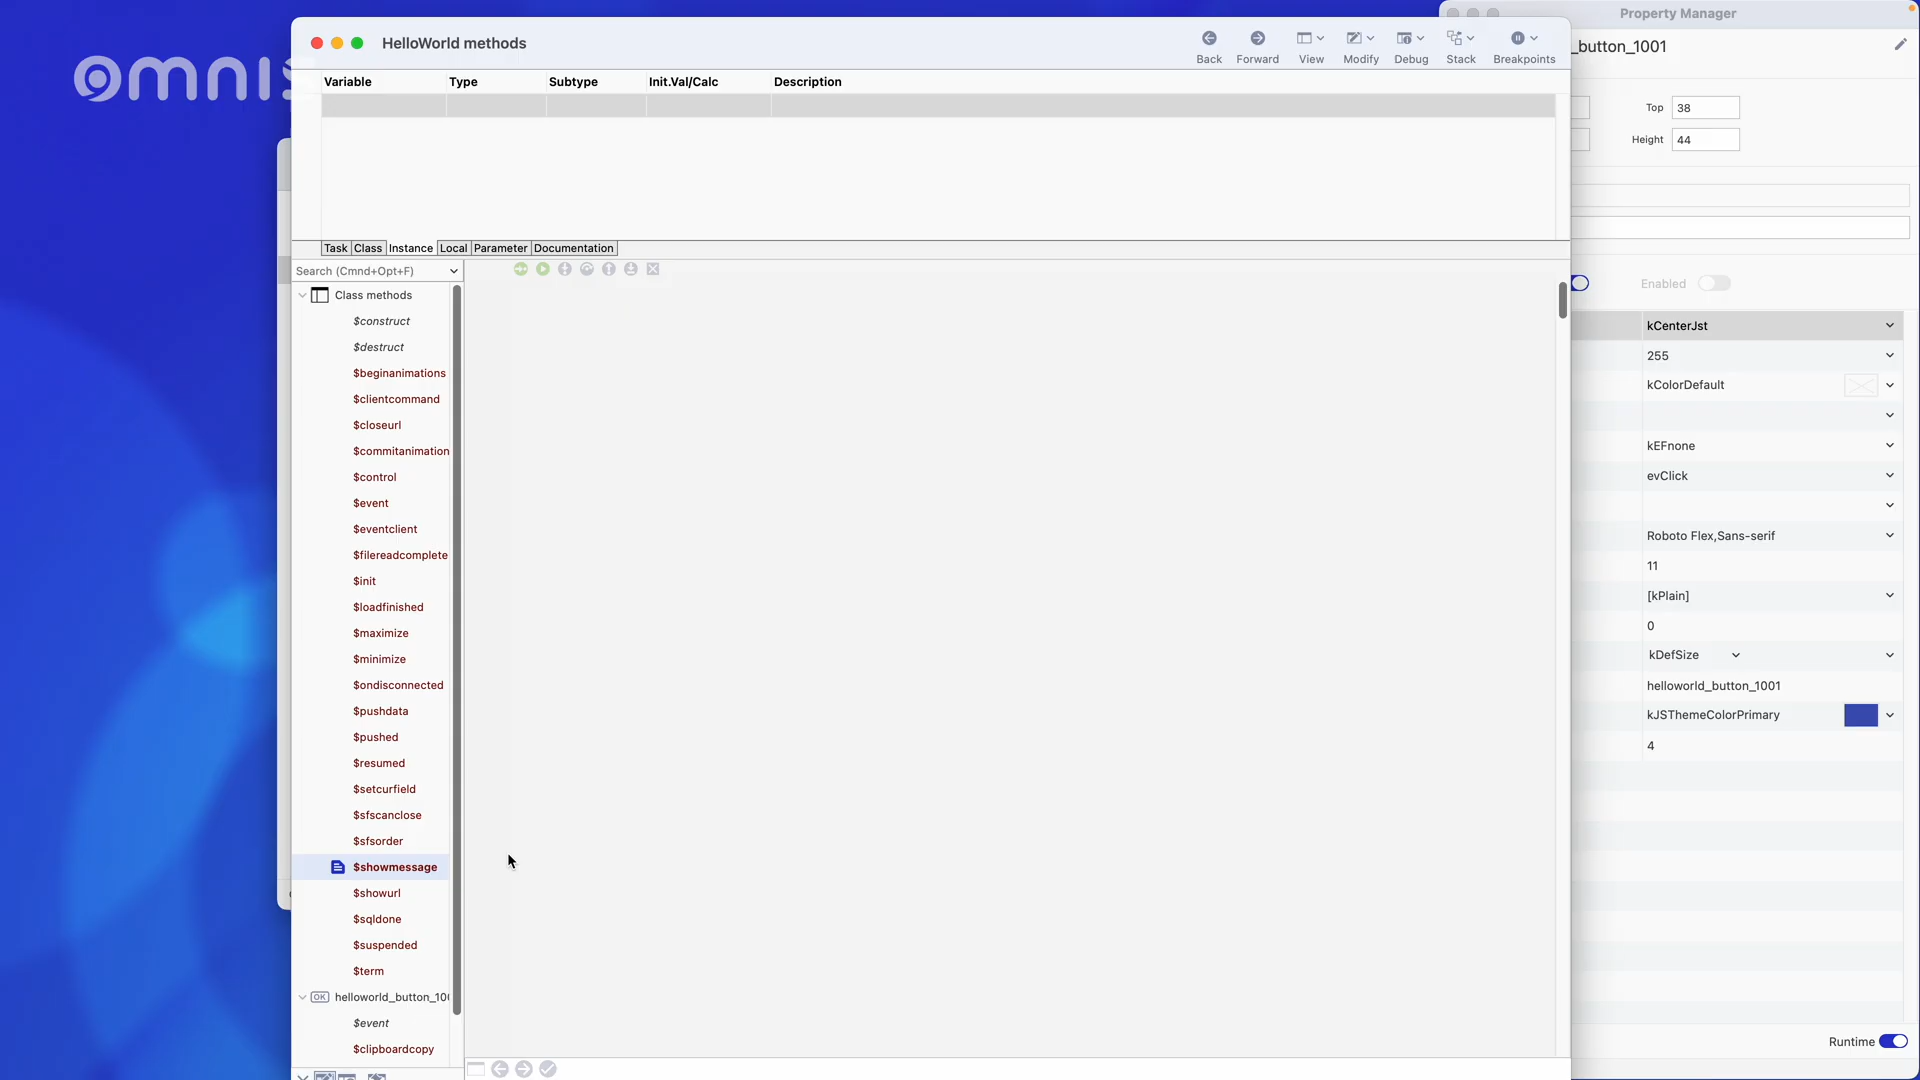 omnis
HelloWorld methods
Back
Forward
View
Modify
Debug
Stack
Breakpoints
Variable
Type
Subtype
Init.Val/Calc
Description
Task
Class
Instance
Local
Parameter
Documentation
Search (Cmnd+Opt+F)
Class methods
$construct
$destruct
$beginanimations
$clientcommand
$closeurl
$commitanimation
$control
$event
$eventclient
$filereadcomplete
$init
$loadfinished
$maximize
$minimize
$ondisconnected
$pushdata
$pushed
$resumed
$setcurfield
$sfscanclose
$sfsorder
$showmessage
$showurl
$sqldone
$suspended
$term
OK helloworld_button_100
$event
$clipboardcopy
Property Manager
_button_1001
Top 38
Height 44
Enabled
kCenterJst
255
kColorDefault
kEFnone
evClick
Roboto Flex,Sans-serif
11
[kPlain]
0
kDefSize
helloworld_button_1001
kJSThemeColorPrimary
4
Runtime